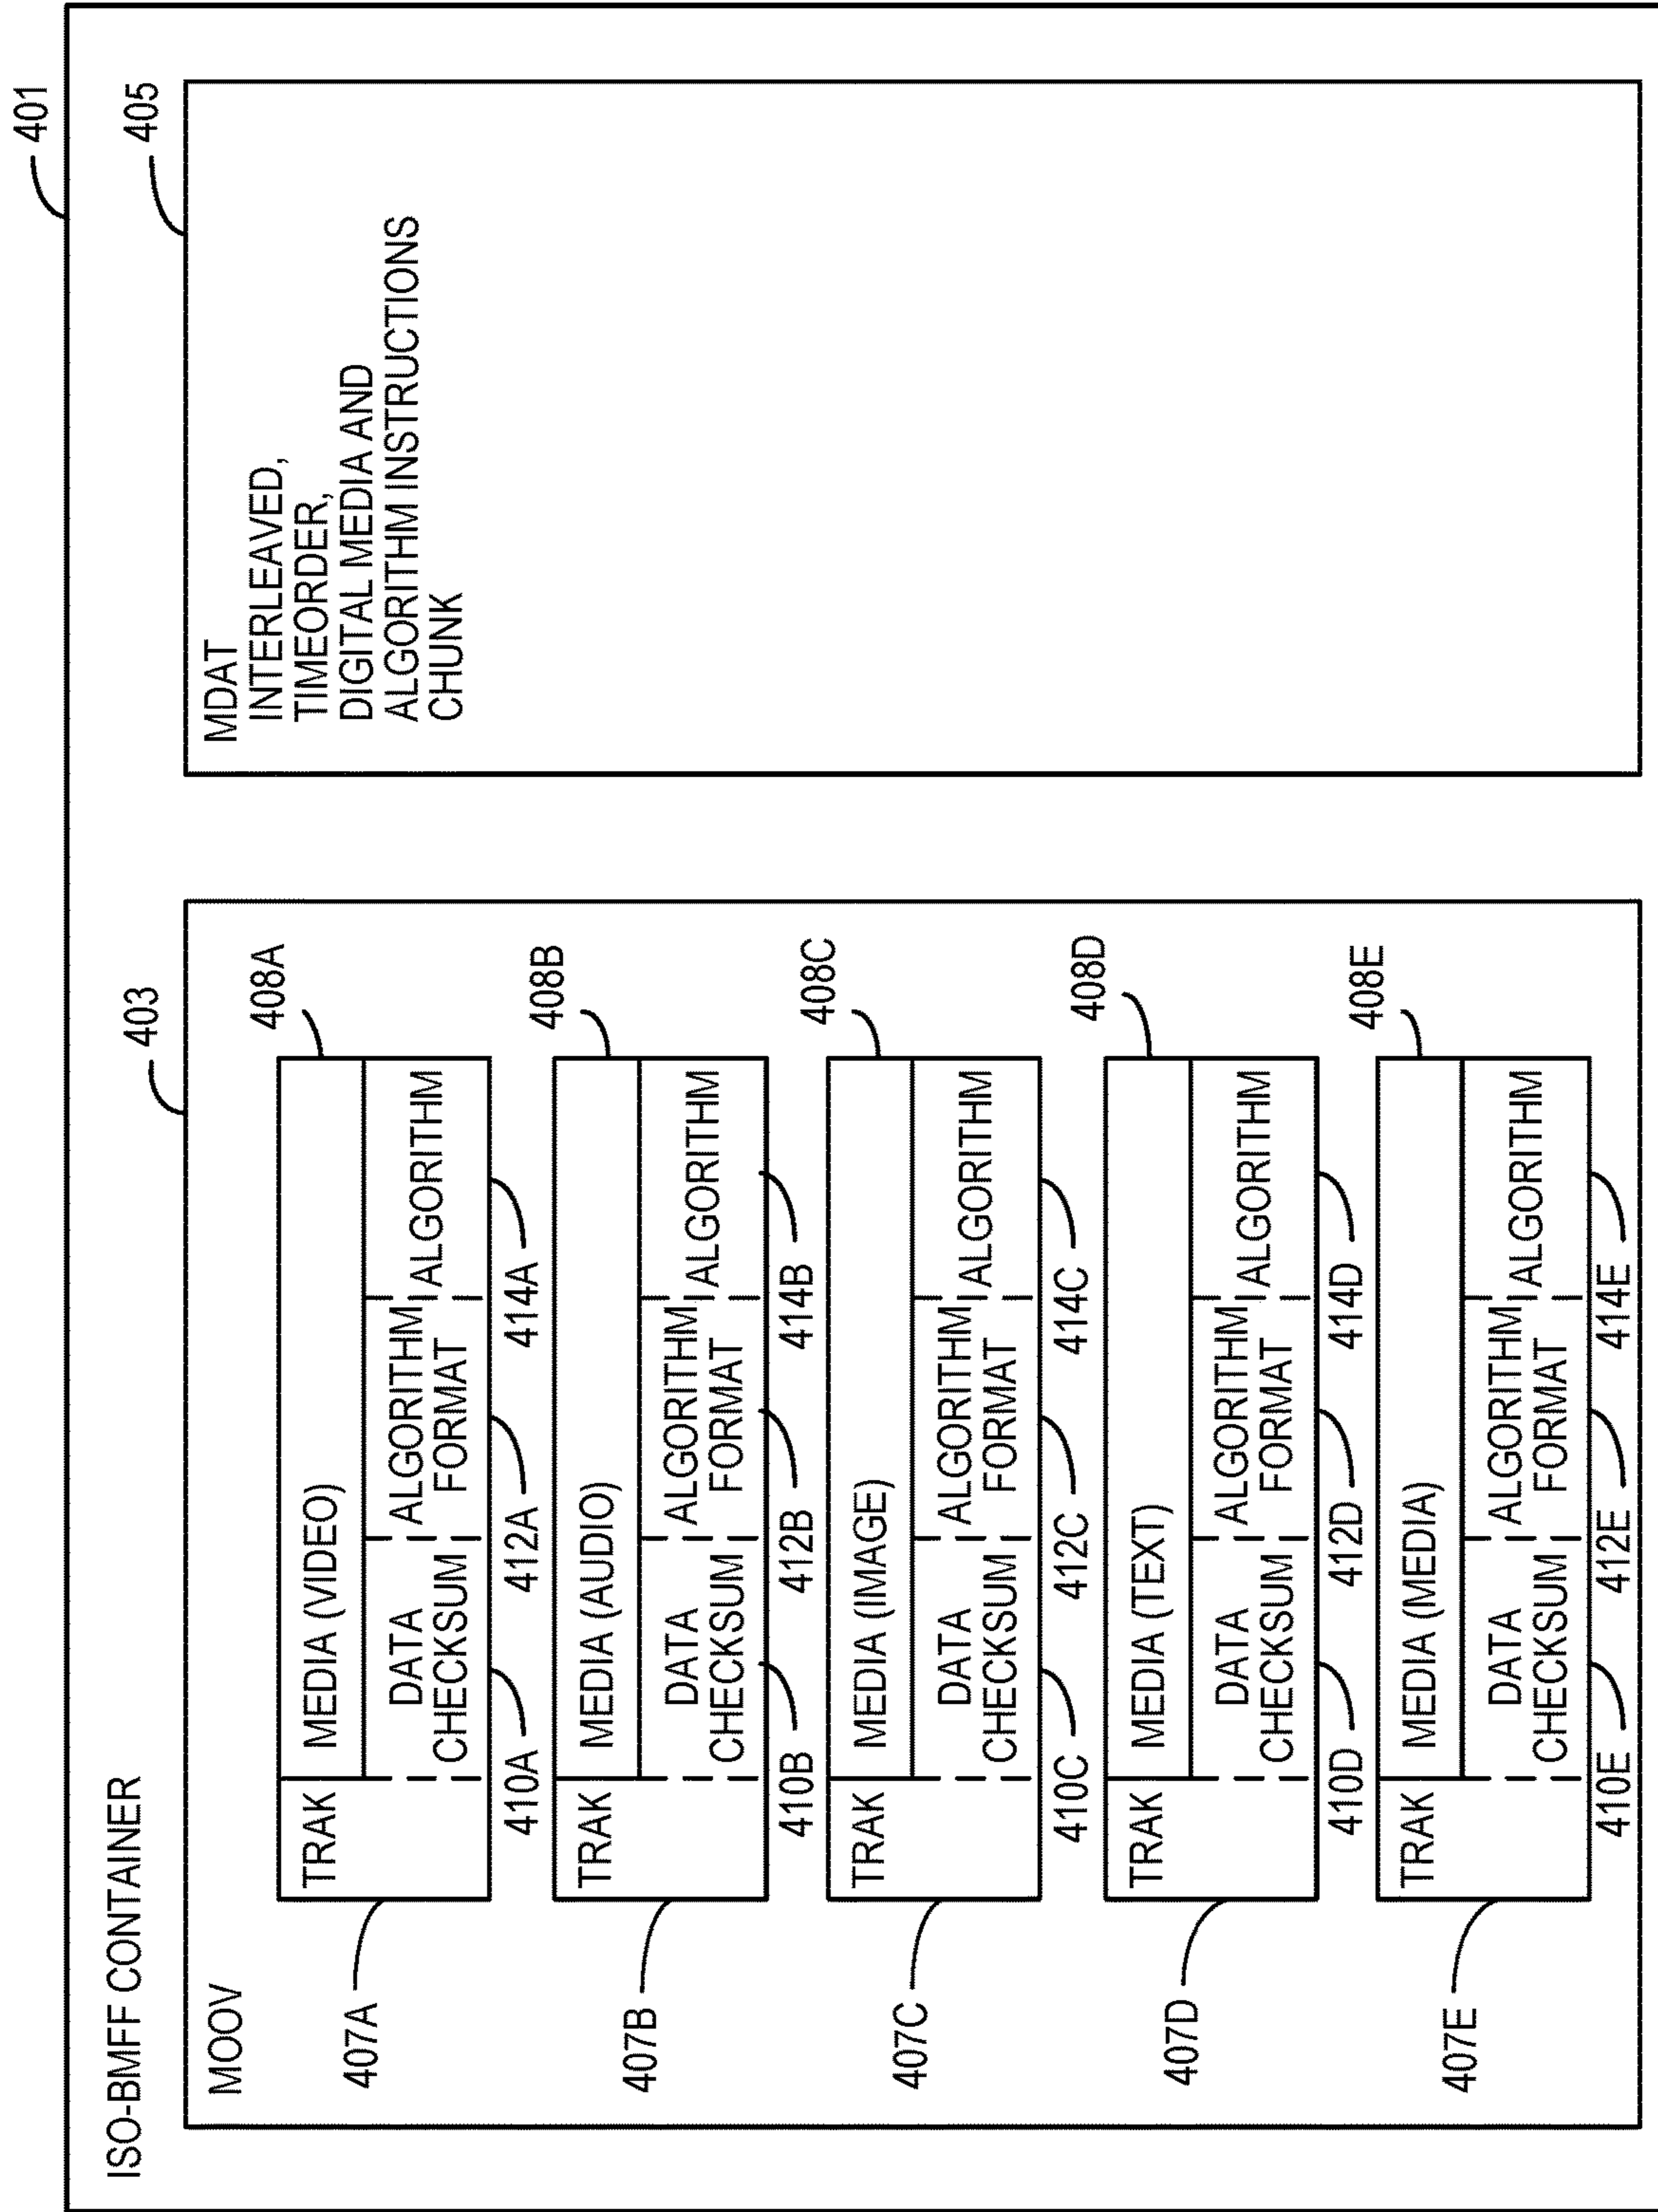 ISO-BMFF CONTAINER
401
MOOV
403
407A
TRAK
MEDIA (VIDEO)
408A
DATA
CHECKSUM
ALGORITHM
FORMAT
ALGORITHM
410A
412A
414A
407B
TRAK
MEDIA (AUDIO)
408B
DATA
CHECKSUM
ALGORITHM
FORMAT
ALGORITHM
410B
412B
414B
407C
TRAK
MEDIA (IMAGE)
408C
DATA
CHECKSUM
ALGORITHM
FORMAT
ALGORITHM
410C
412C
414C
407D
TRAK
MEDIA (TEXT)
408D
DATA
CHECKSUM
ALGORITHM
FORMAT
ALGORITHM
410D
412D
414D
407E
TRAK
MEDIA (MEDIA)
408E
DATA
CHECKSUM
ALGORITHM
FORMAT
ALGORITHM
410E
412E
414E
405
MDAT
INTERLEAVED,
TIMEORDER,
DIGITAL MEDIA AND
ALGORITHM INSTRUCTIONS
CHUNK